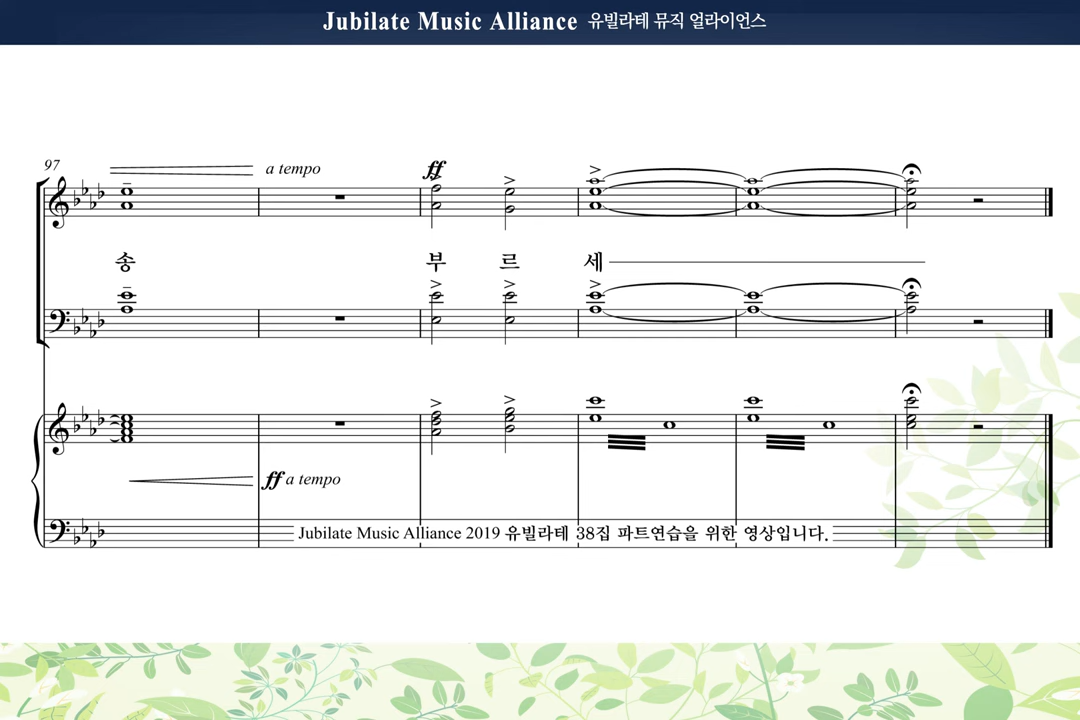 Jubilate Music Alliance 유빌라테 뮤직 얼라이언스
97
a tempo
ff
송 부 르 세
ff a tempo
Jubilate Music Alliance 2019 유빌라테 38집 파트연습을 위한 영상입니다.